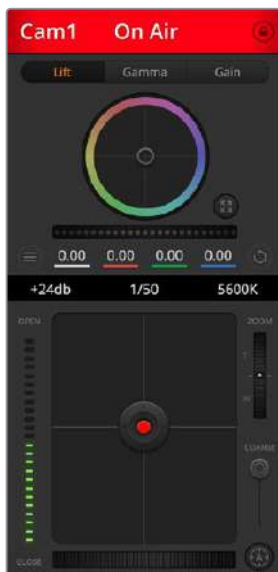 Cam1 On Air
Lift Gamma Gain
0.00 0.00 0.00 0.00
+24db 1/50 5600K
OPEN ZOOM
T
W
COARSE
CLOSE